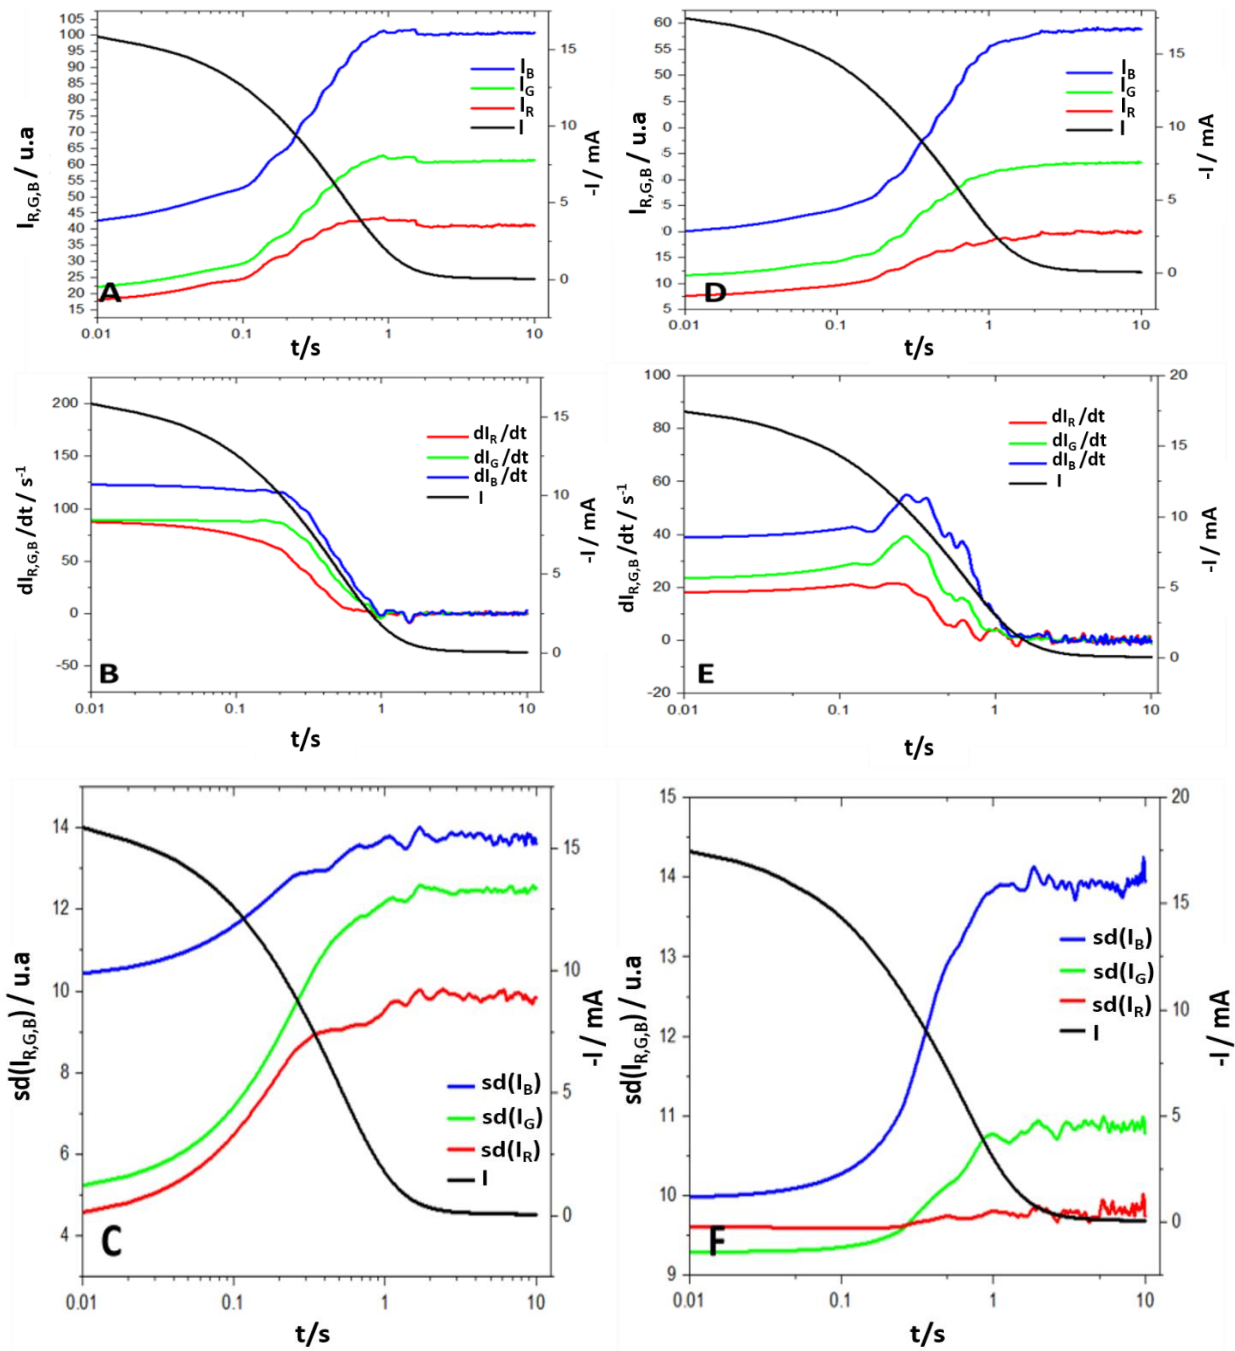 105
100
95
90
85
80
75
70
65
60
55
50
45
40
35
30
25
20
15
I_R,G,B / u.a
15
10
5
0
-I / mA
I_B
I_G
I_R
I
A
0.01 0.1 1 10
t/s
60
55
50
5
0
5
0
5
0
15
10
5
I_R,G,B / u.a
15
10
5
0
-I / mA
I_B
I_G
I_R
I
D
0.01 0.1 1 10
t/s
200
150
100
50
0
-50
dI_R,G,B/dt / s⁻¹
15
10
5
0
-I / mA
dI_R/dt
dI_G/dt
dI_B/dt
I
B
0.01 0.1 1 10
t/s
100
80
60
40
20
0
-20
dI_R,G,B/dt / s⁻¹
20
15
10
5
0
-I / mA
dI_R/dt
dI_G/dt
dI_B/dt
I
E
0.01 0.1 1 10
t/s
14
12
10
8
6
4
sd(I_R,G,B) / u.a
15
10
5
0
-I / mA
sd(I_B)
sd(I_G)
sd(I_R)
I
C
0.01 0.1 1 10
t/s
15
14
13
12
11
10
9
sd(I_R,G,B) / u.a
20
15
10
5
0
-I / mA
sd(I_B)
sd(I_G)
sd(I_R)
I
F
0.01 0.1 1 10
t/s